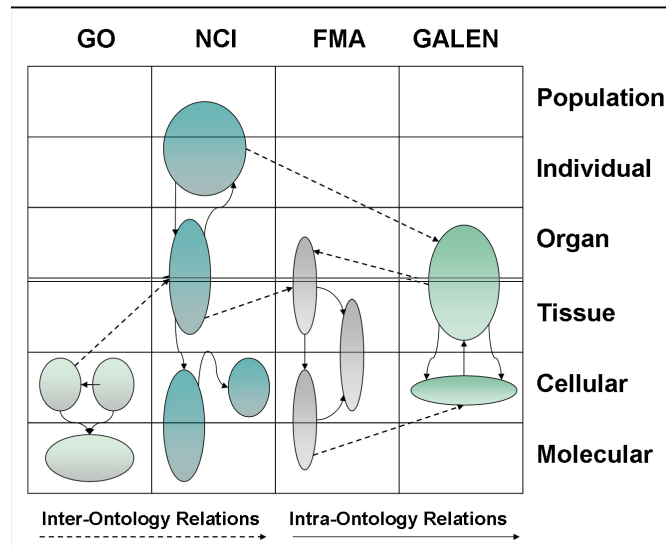 GO NCI FMA GALEN
Population
Individual
Organ
Tissue
Cellular
Molecular
Inter-Ontology Relations Intra-Ontology Relations